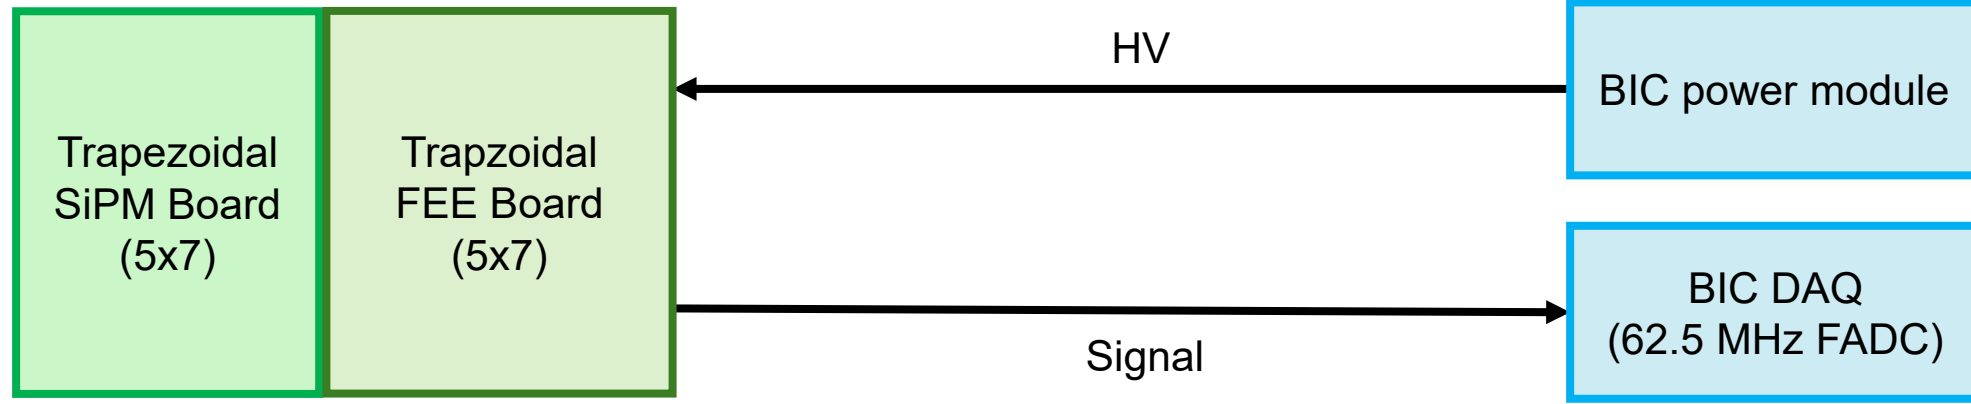 Trapezoidal
SiPM Board
(5x7)
Trapzoidal
FEE Board
(5x7)
HV
Signal
BIC power module
BIC DAQ
(62.5 MHz FADC)